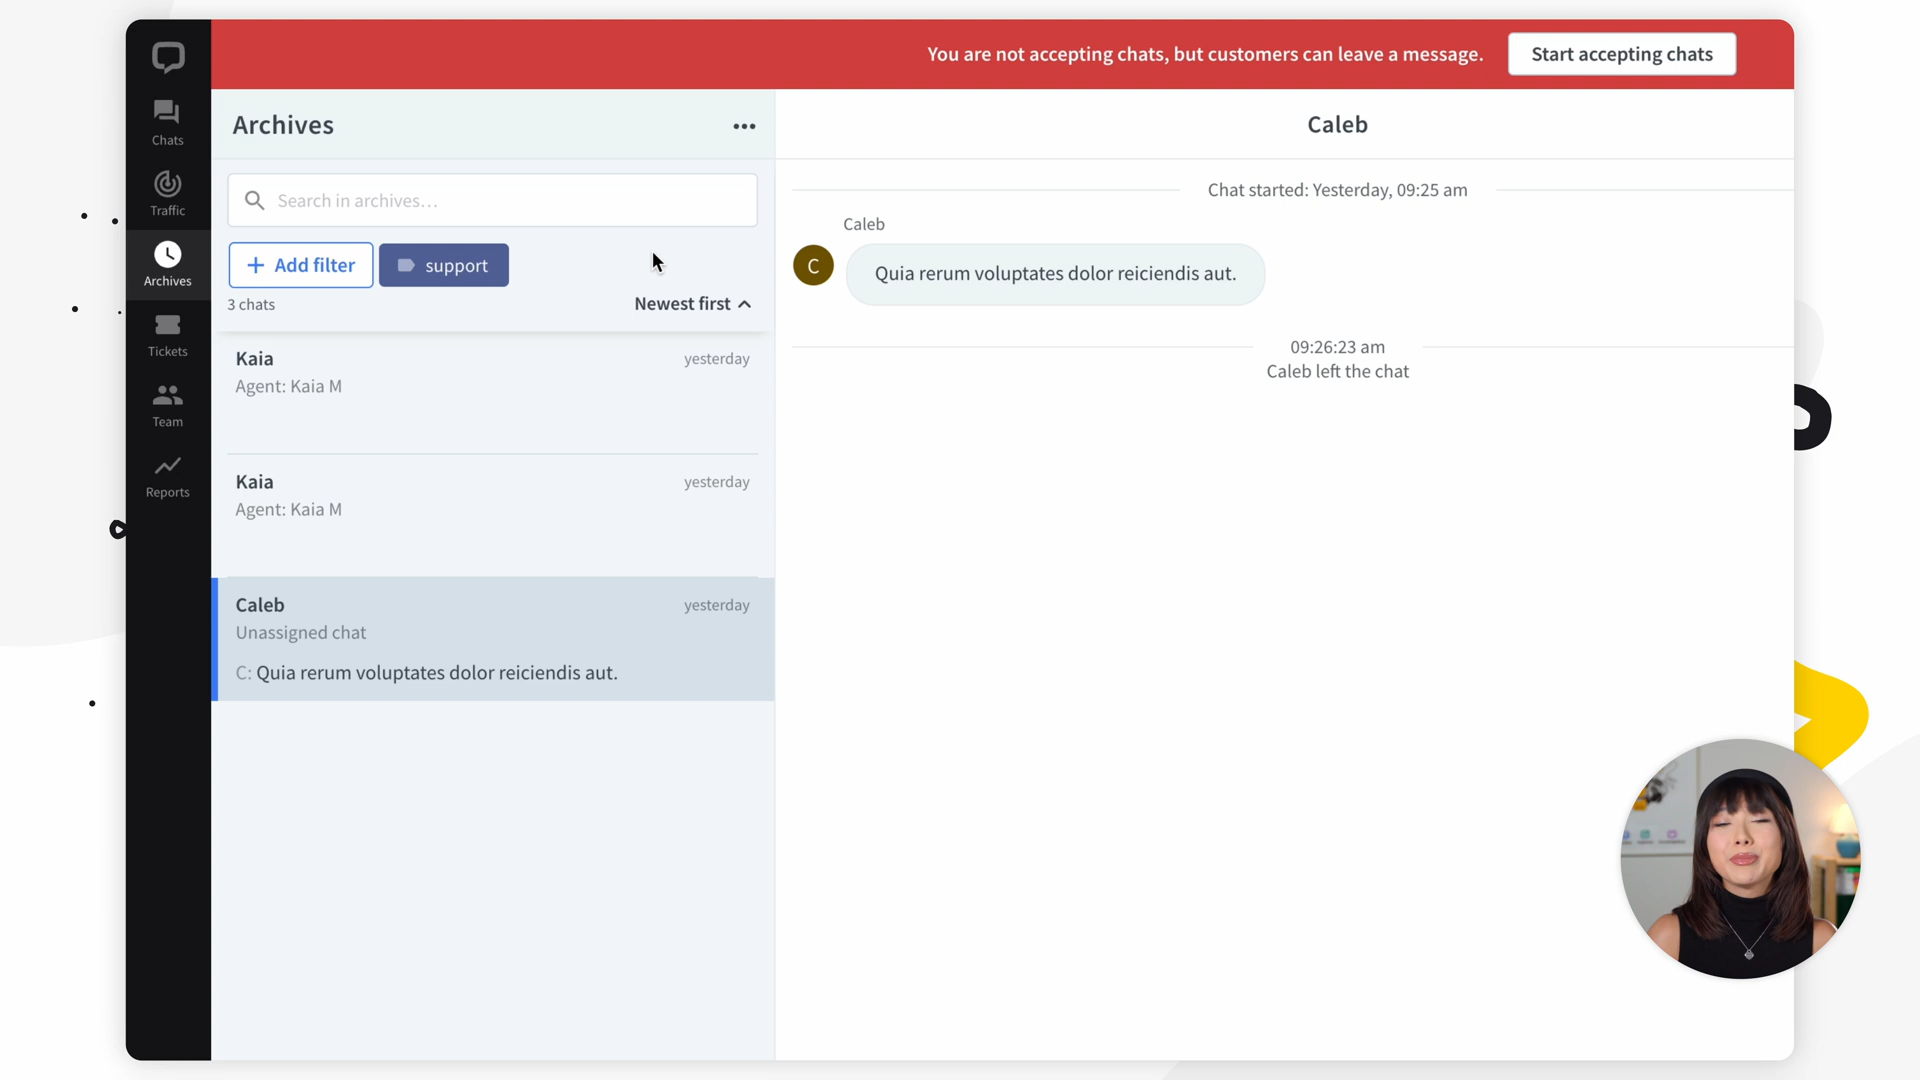 You are not accepting chats, but customers can leave a message.
Start accepting chats
Chats
Traffic
Archives
Tickets
Team
Reports
Archives
Search in archives…
Add filter
support
3 chats
Newest first
Kaia
yesterday
Agent: Kaia M
Kaia
yesterday
Agent: Kaia M
Caleb
yesterday
Unassigned chat
C: Quia rerum voluptates dolor reiciendis aut.
Caleb
Chat started: Yesterday, 09:25 am
Caleb
C
Quia rerum voluptates dolor reiciendis aut.
09:26:23 am
Caleb left the chat